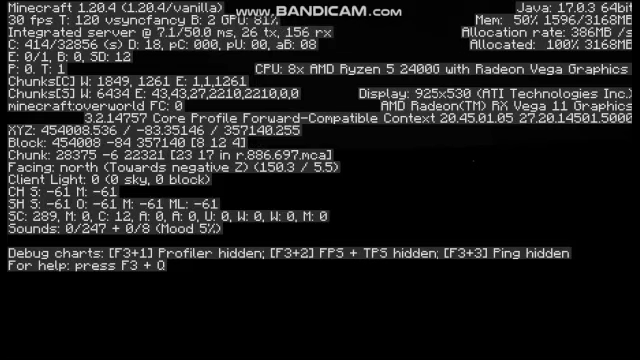 www.BANDICAM.com
Minecraft 1.20.4 (1.20.4/vanilla)
Java: 17.0.3 64bit
30 fps T: 120 vsyncfancy B: 2 GPU: 81%
Mem: 50% 1596/3168MB
Integrated server @ 7.1/50.0 ms, 26 tx, 156 rx
Allocation rate: 386MB /s
C: 414/32856 (s) D: 18, pC: 000, pU: 00, aB: 08
Allocated: 100% 3168MB
E: 0/1, B: 0, SD: 12
P: 0. T: 1
CPU: 8x AMD Ryzen 5 2400G with Radeon Vega Graphics
Chunks[C] W: 1849, 1261 E: 1,1,1261
Chunks[S] W: 6434 E: 43,43,27,2210,2210,0,0
Display: 925x530 (ATI Technologies Inc.)
minecraft:overworld FC: 0
AMD Radeon(TM) RX Vega 11 Graphics
3.2.14757 Core Profile Forward-Compatible Context 20.45.01.05 27.20.14501.5000
XYZ: 454008.536 / -83.35146 / 357140.255
Block: 454008 -84 357140 [8 12 4]
Chunk: 28375 -6 22321 [23 17 in r.886.697.mca]
Facing: north (Towards negative Z) (150.3 / 5.5)
Client Light: 0 (0 sky, 0 block)
CH S: -61 M: -61
SH S: -61 O: -61 M: -61 ML: -61
SC: 289, M: 0, C: 12, A: 0, A: 0, U: 0, W: 0, W: 0, M: 0
Sounds: 0/247 + 0/8 (Mood 5%)
Debug charts: [F3+1] Profiler hidden; [F3+2] FPS + TPS hidden; [F3+3] Ping hidden
For help: press F3 + Q